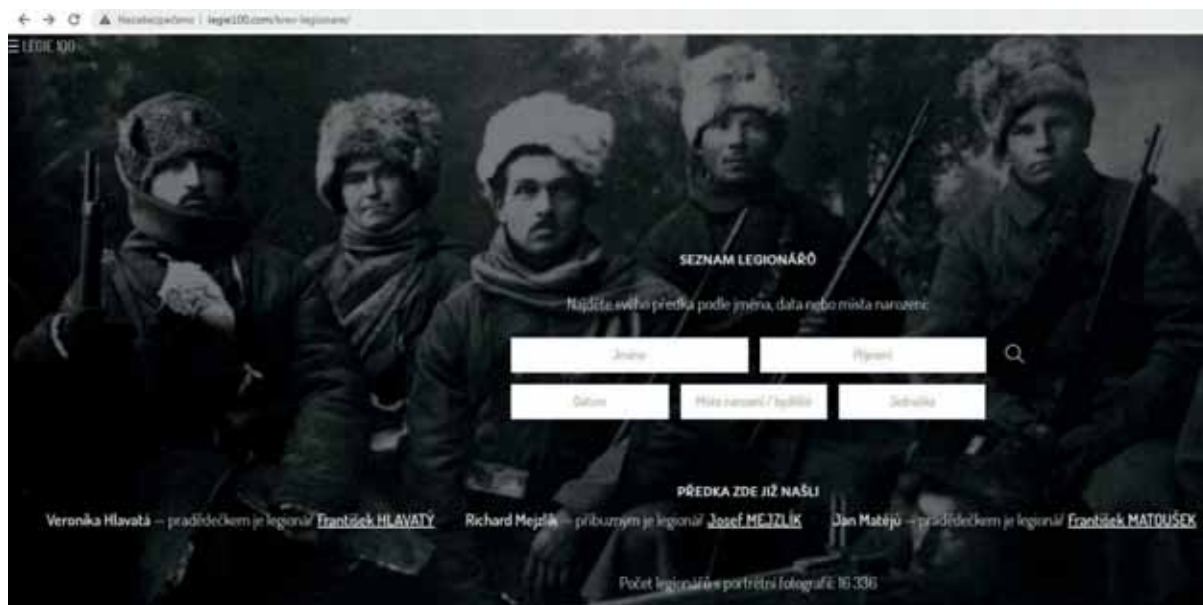 Nezabezpečeno | legie100.com/krev-legionare/
LEGIE 100
SEZNAM LEGIONÁŘŮ
Najděte svého předka podle jména, data nebo místa narození:
Jméno Příjmení
Datum Místo narození / bydliště Jednotka
PŘEDKA ZDE JIŽ NAŠLI
Veronika Hlavatá – pradědečkem je legionář František HLAVATÝ Richard Mejzlík – příbuzným je legionář Josef MEJZLÍK Jan Matějů – pradědečkem je legionář František MATOUŠEK
Počet legionářů s portrétní fotografií: 16 336